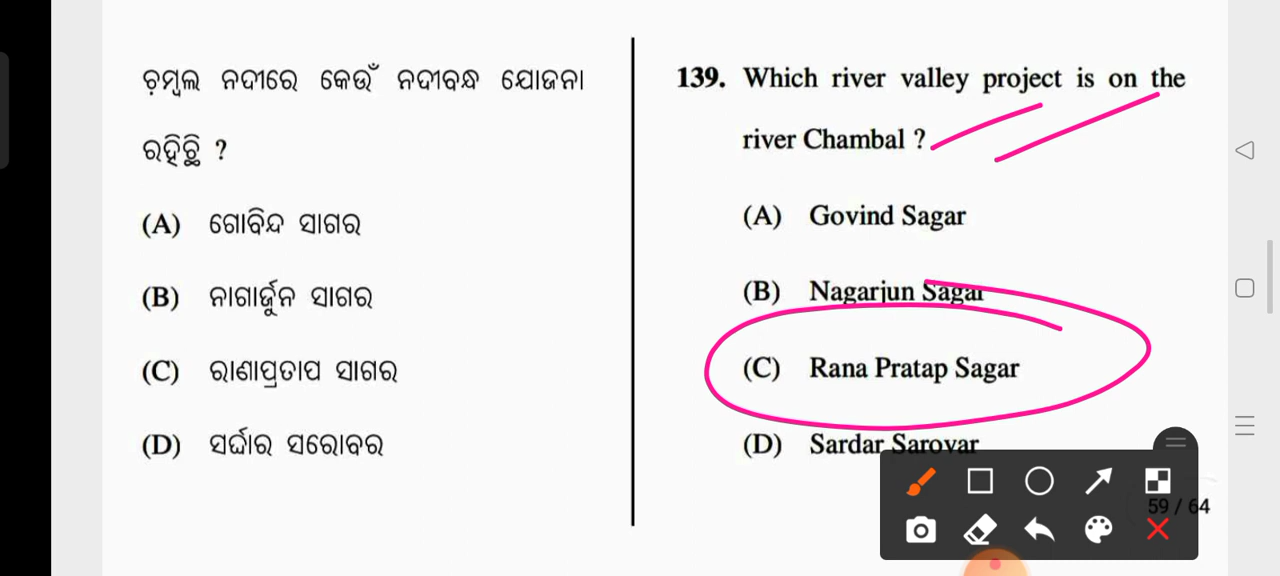 ଚମ୍ବଲ ନଦୀରେ କେଉଁ ନଦୀବନ୍ଧ ଯୋଜନା
ରହିଛି ?
(A) ଗୋବିନ୍ଦ ସାଗର
(B) ନାଗାର୍ଜୁନ ସାଗର
(C) ରାଣାପ୍ରତାପ ସାଗର
(D) ସର୍ଦ୍ଦାର ସରୋବର
139. Which river valley project is on the
river Chambal ?
(A) Govind Sagar
(B) Nagarjun Sagar
(C) Rana Pratap Sagar
(D) Sardar Sarovar
59 / 64